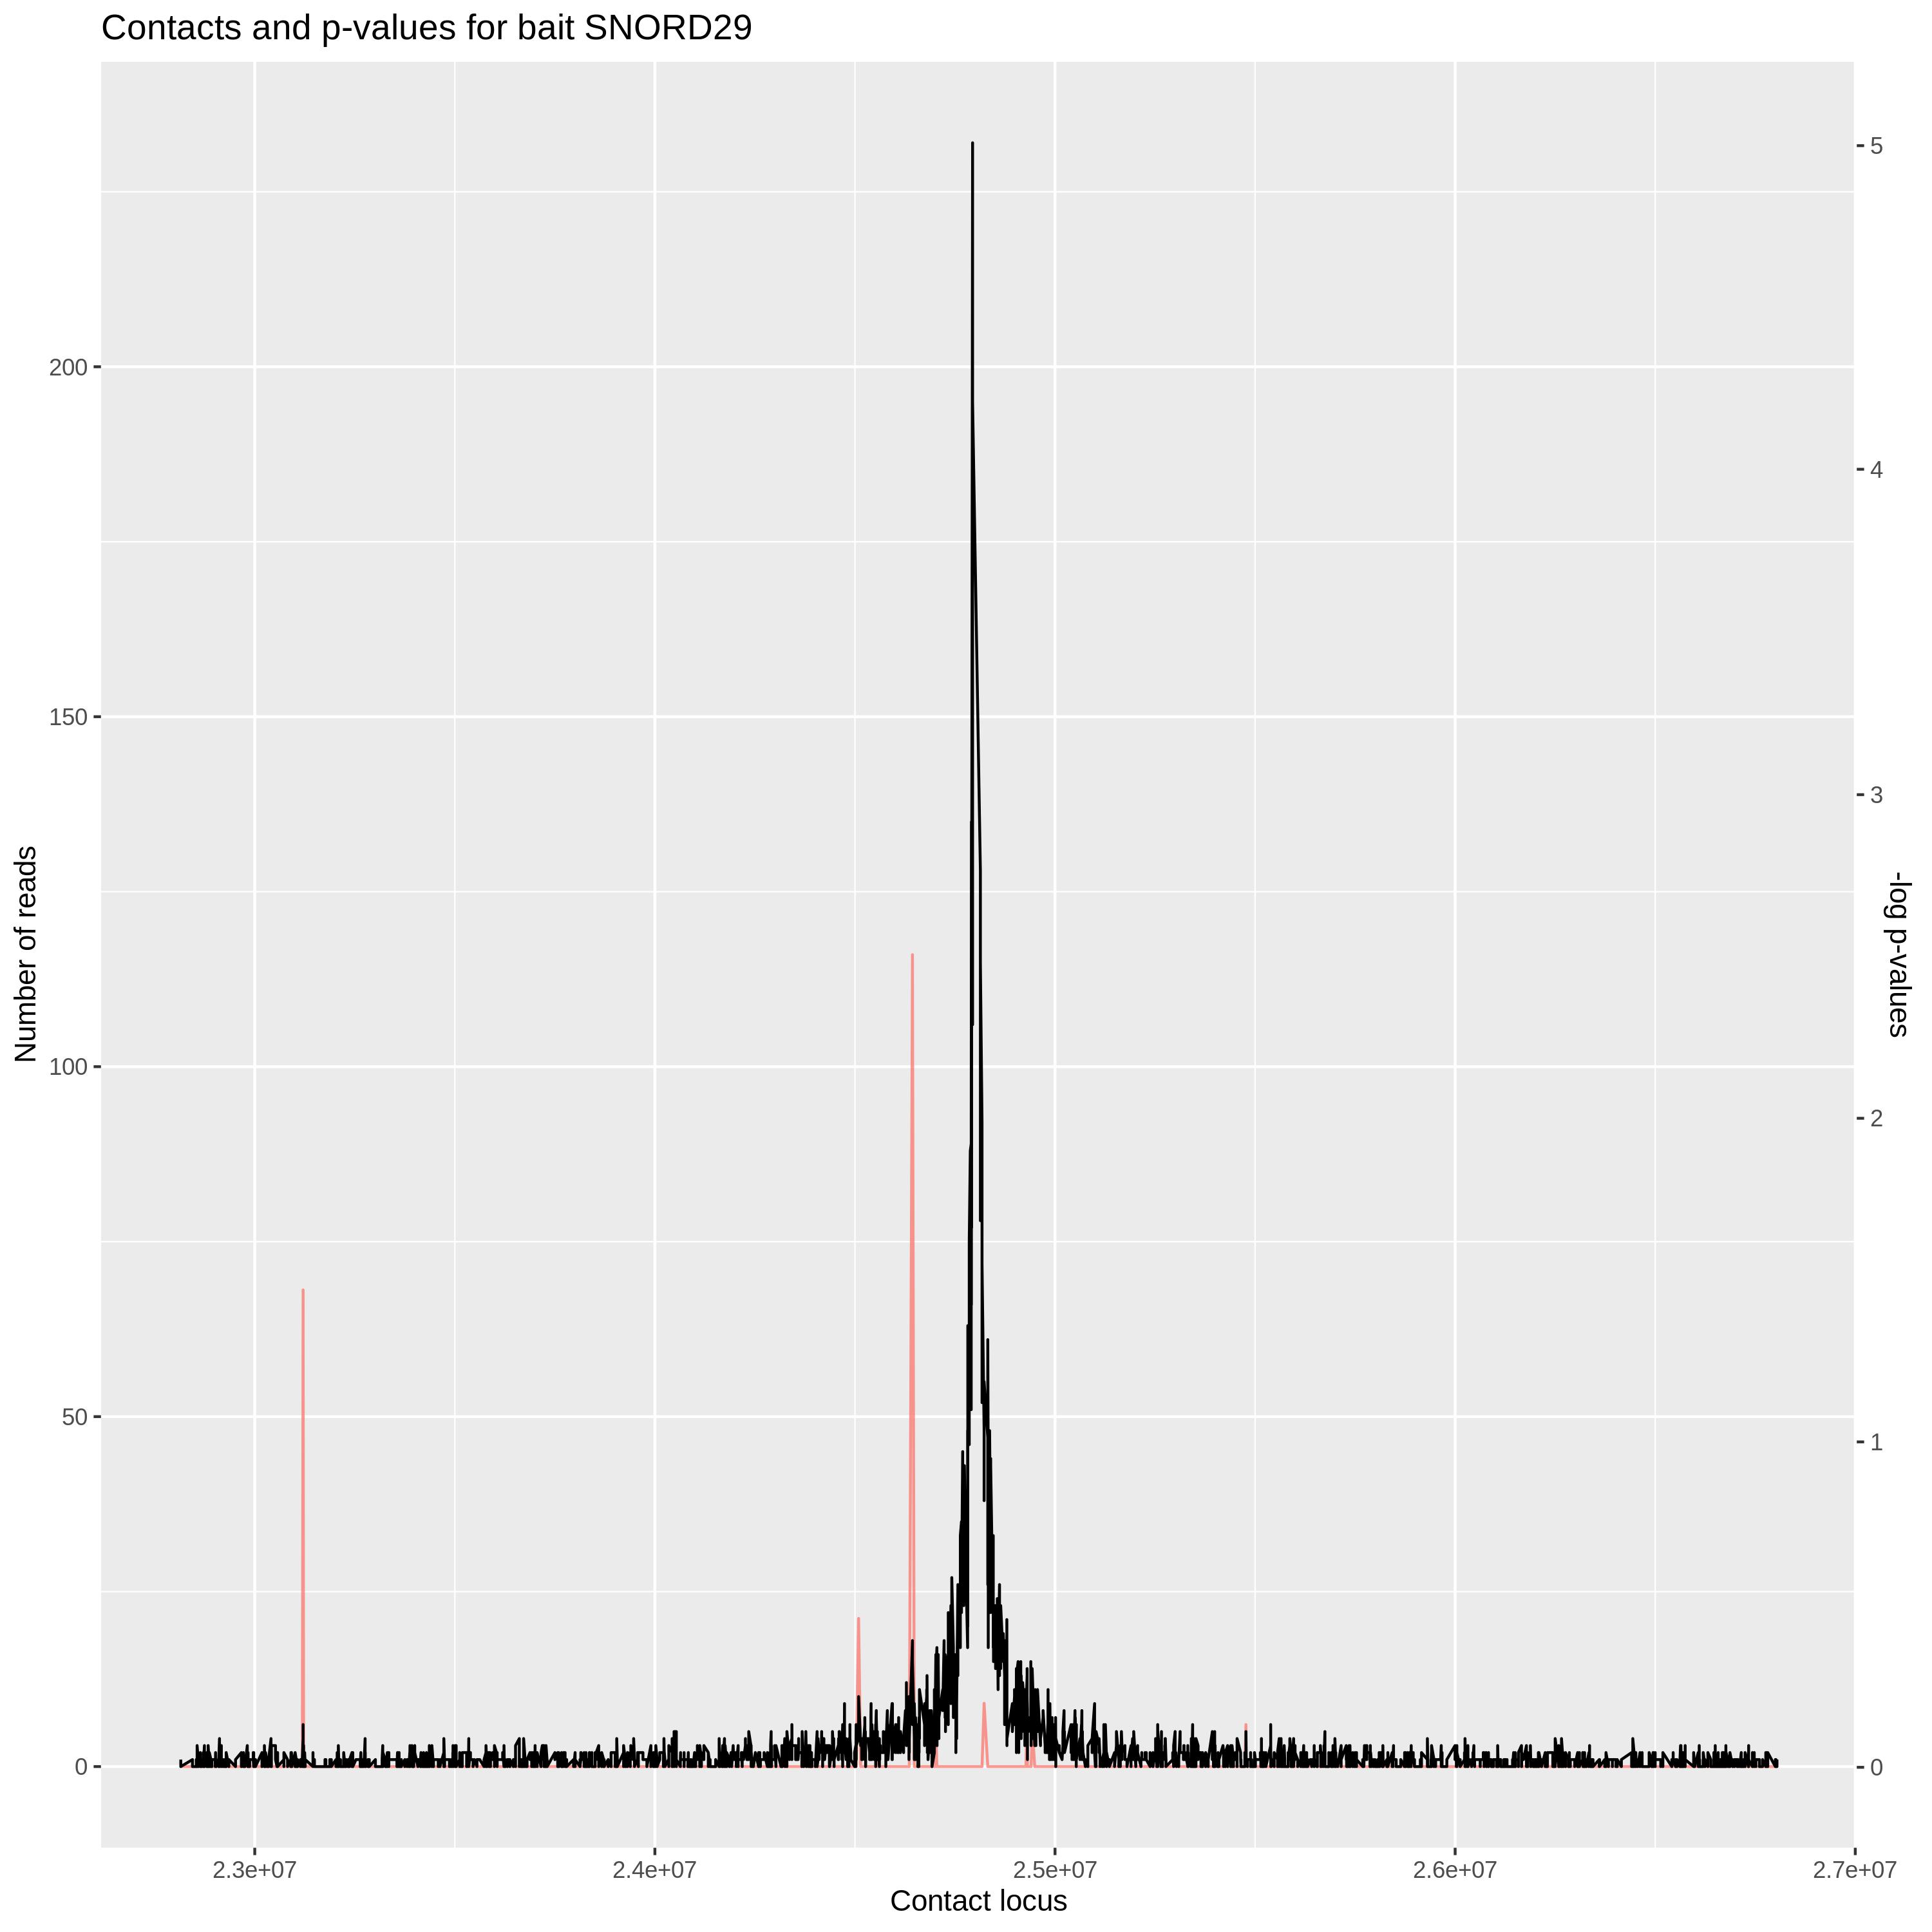 Contacts and p-values for bait SNORD29
Number of reads
200
150
100
50
0
5
4
3
2
1
0
-log p-values
2.3e+07 2.4e+07 2.5e+07 2.6e+07 2.7e+07
Contact locus